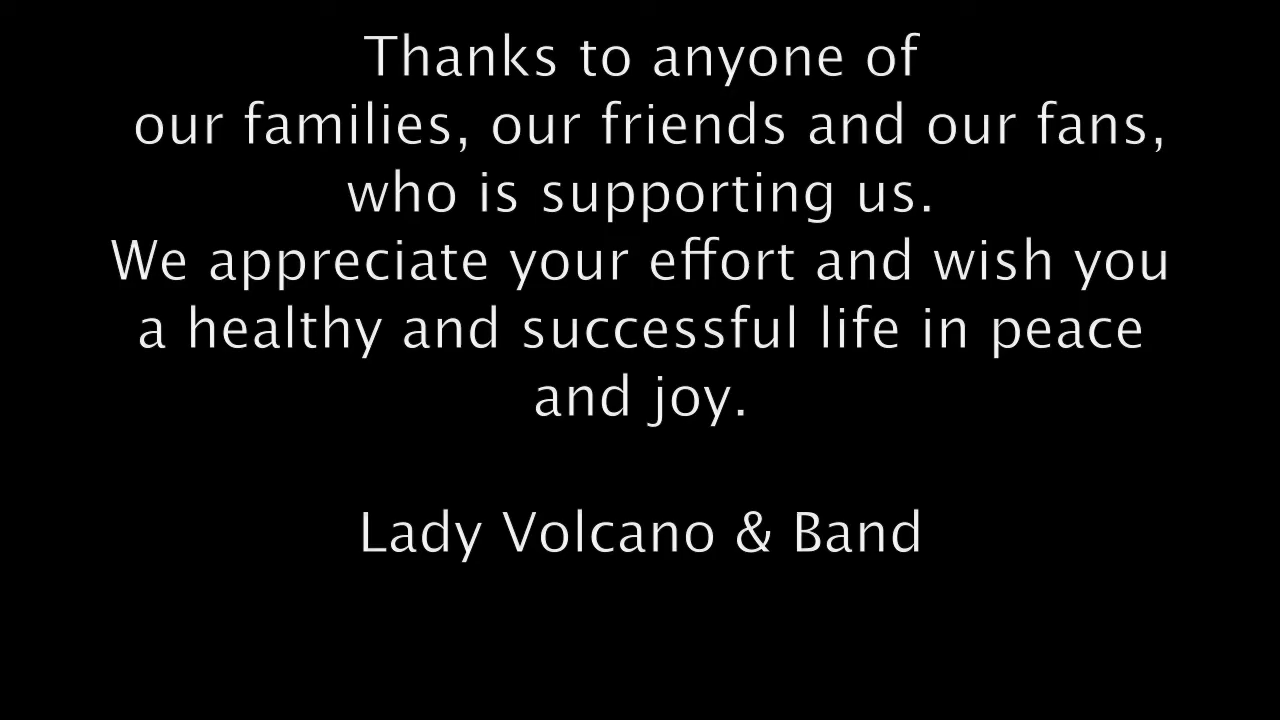 Thanks to anyone of
our families, our friends and our fans,
who is supporting us.
We appreciate your effort and wish you
a healthy and successful life in peace
and joy.
Lady Volcano & Band